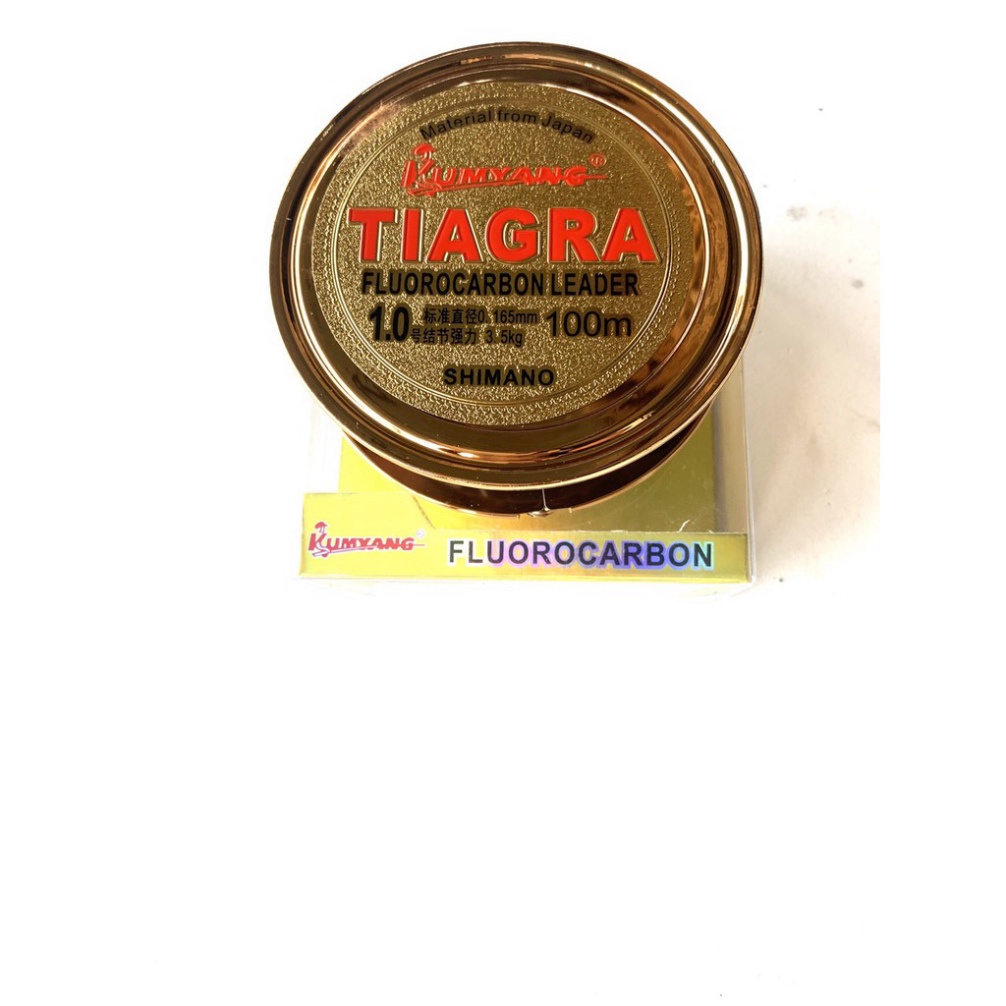 Material from Japan
KUMYANG®
TIAGRA
FLUOROCARBON LEADER
1.0号 标准直径0.165mm 100m
结节强力 3.5kg
SHIMANO
KUMYANG
FLUOROCARBON